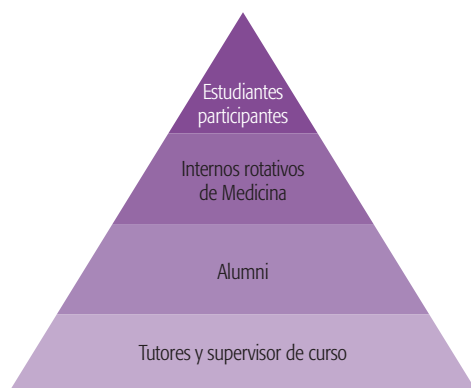 Estudiantes
participantes
Internos rotativos
de Medicina
Alumni
Tutores y supervisor de curso